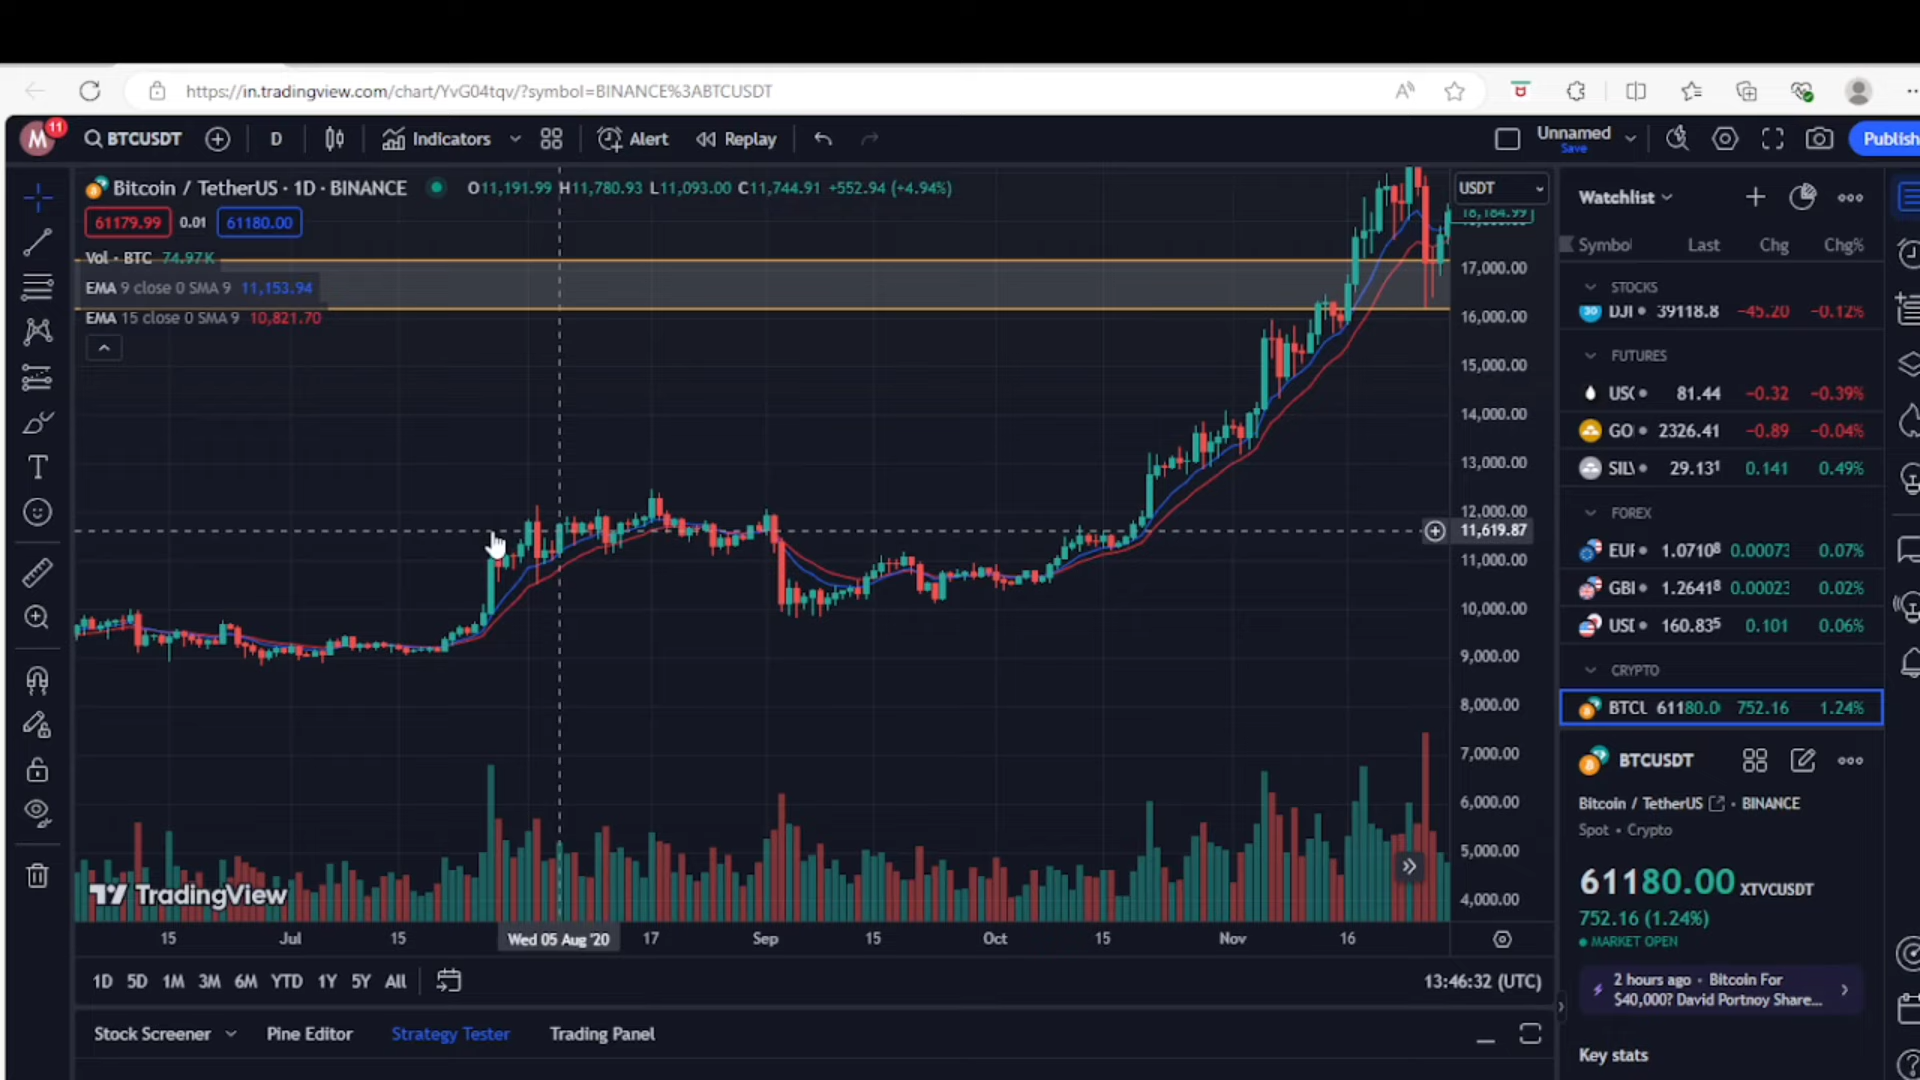 https://in.tradingview.com/chart/YvG04tqv/?symbol=BINANCE%3ABTCUSDT
M 11 BTCUSDT D Indicators Alert Replay Unnamed Save Publish
Bitcoin / TetherUS · 1D · BINANCE O11,191.99 H11,780.93 L11,093.00 C11,744.91 +552.94 (+4.94%)
61179.99 0.01 61180.00
Vol · BTC 74.97K
EMA 9 close 0 SMA 9 11,153.94
EMA 15 close 0 SMA 9 10,821.70
USDT
18,184.99
17,000.00
16,000.00
15,000.00
14,000.00
13,000.00
12,000.00
11,619.87
11,000.00
10,000.00
9,000.00
8,000.00
7,000.00
6,000.00
5,000.00
4,000.00
TradingView
15 Jul 15 Wed 05 Aug '20 17 Sep 15 Oct 15 Nov 16
1D 5D 1M 3M 6M YTD 1Y 5Y All 13:46:32 (UTC)
Stock Screener Pine Editor Strategy Tester Trading Panel
Watchlist
Symbol Last Chg Chg%
STOCKS
30 DJI 39118.8 −45.20 −0.12%
FUTURES
81.44 −0.32 −0.39%
GO 2326.41 −0.89 −0.04%
SIL 29.131 0.141 0.49%
FOREX
EUF 1.07108 0.00073 0.07%
GBI 1.26418 0.00023 0.02%
160.835 0.101 0.06%
CRYPTO
61180.0 752.16 1.24%
BTCUSDT
Bitcoin / TetherUS · BINANCE
Spot • Crypto
61180.00 XTVCUSDT
752.16 (1.24%)
MARKET OPEN
2 hours ago · Bitcoin For
$40,000? David Portnoy Share...
Key stats